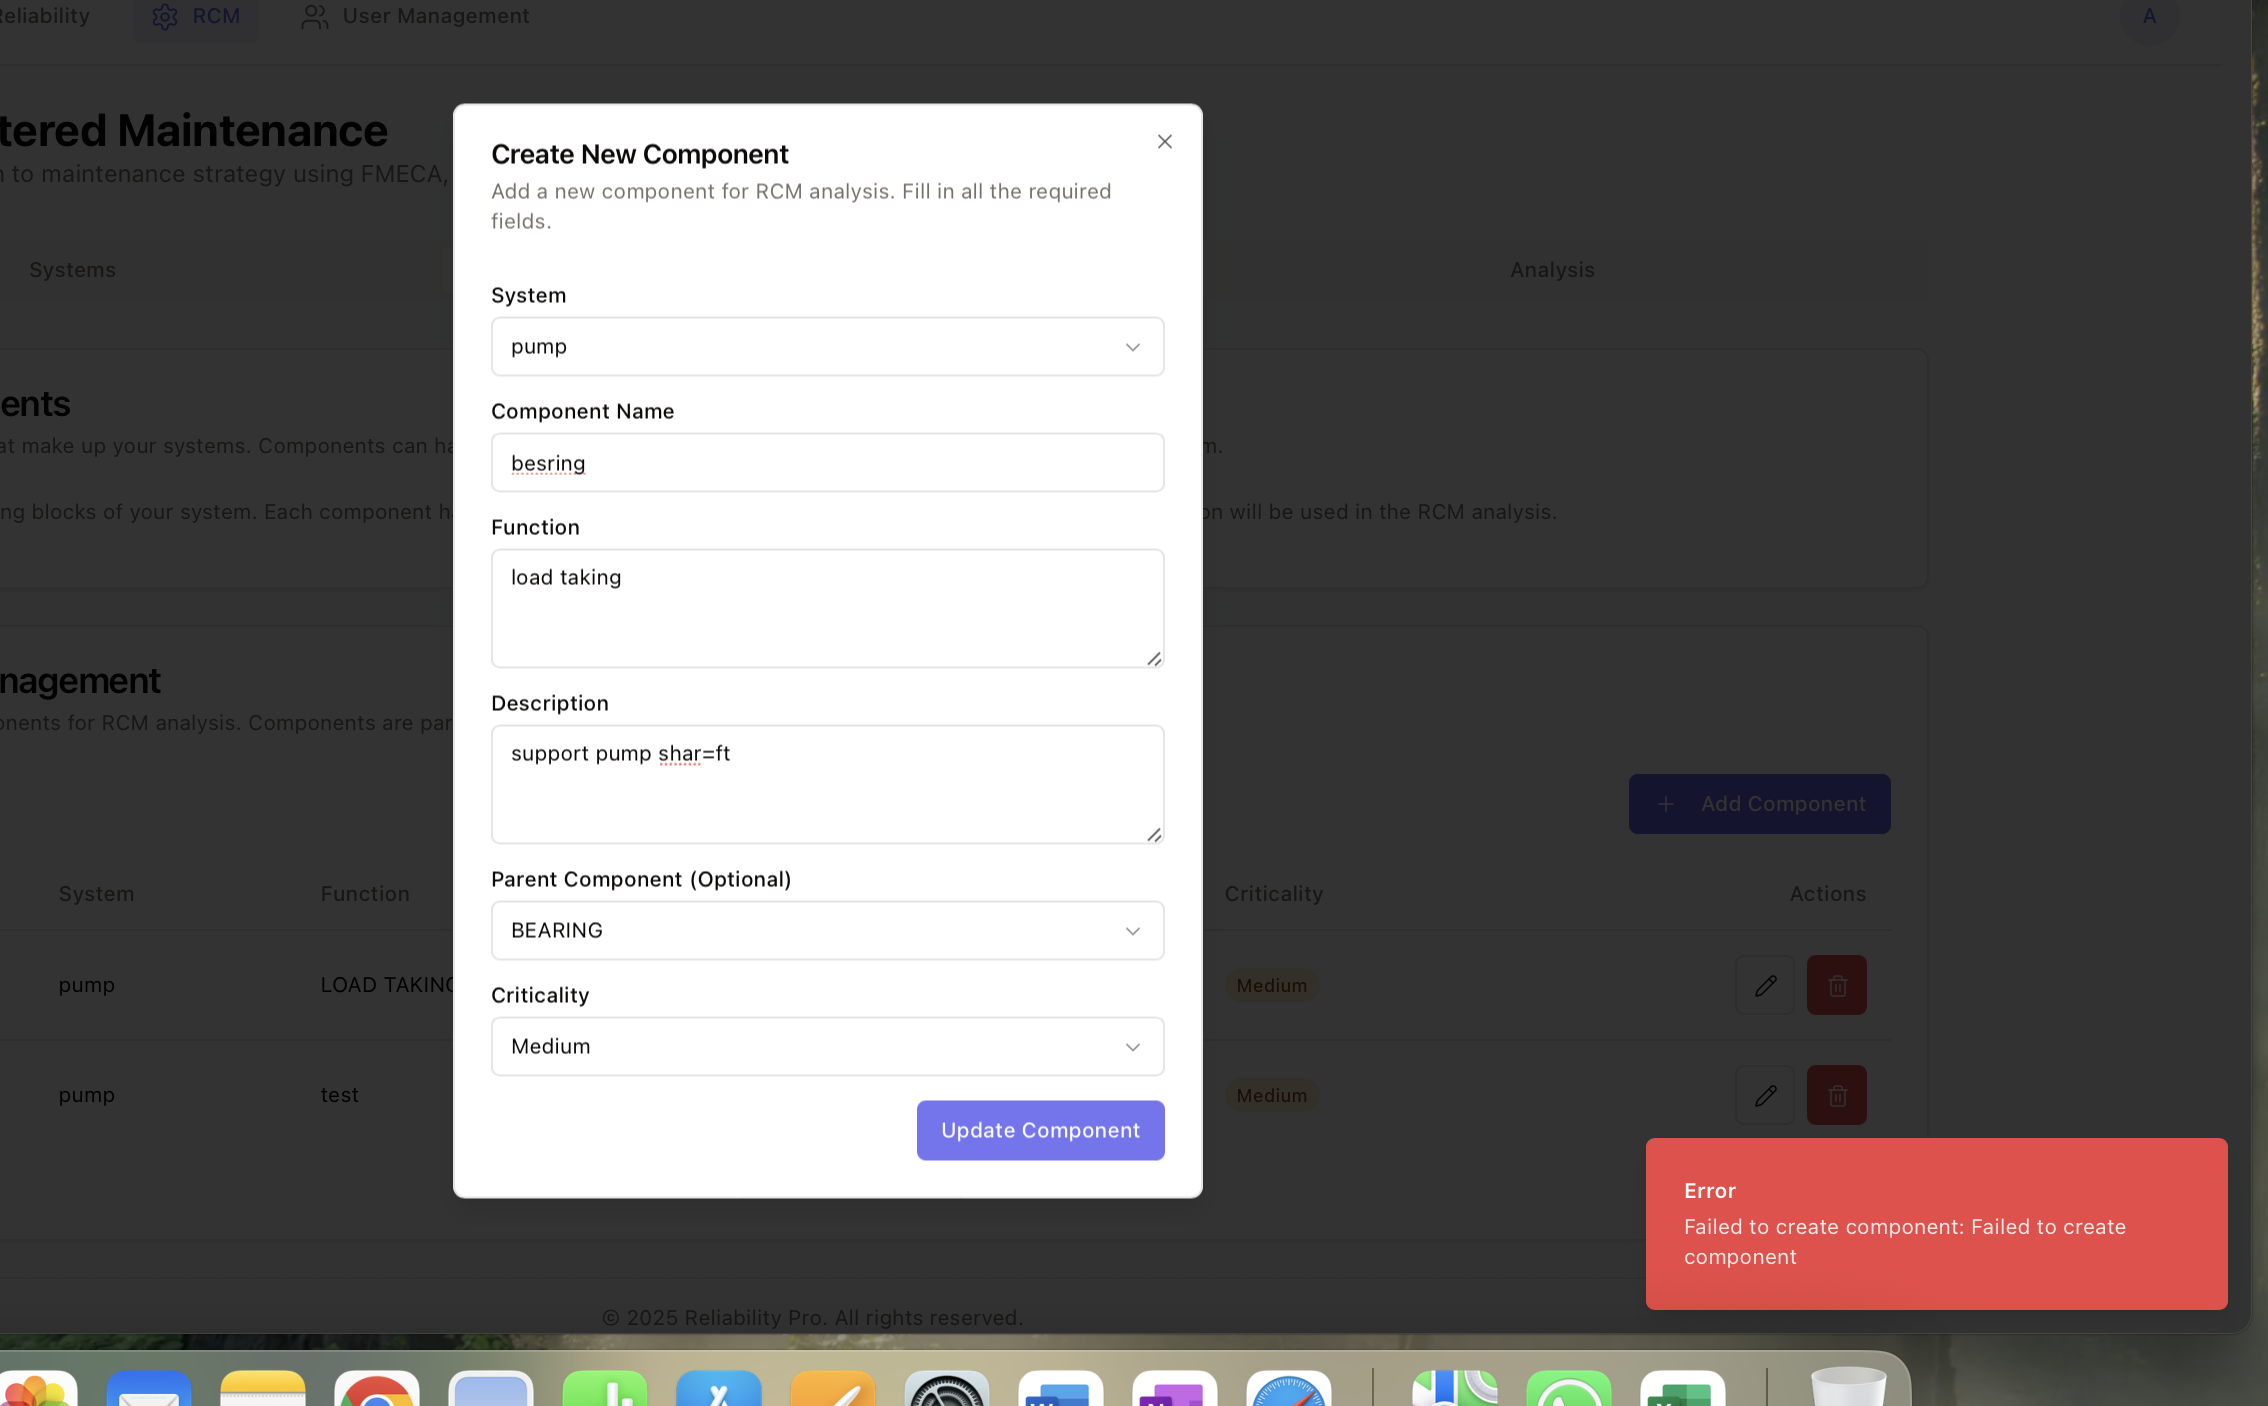 Reliability
RCM
User Management
A
tered Maintenance
n to maintenance strategy using FMECA,
Systems
Analysis
ents
at make up your systems. Components can ha
m.
ng blocks of your system. Each component h
on will be used in the RCM analysis.
nagement
onents for RCM analysis. Components are par
Add Component
System
Function
Criticality
Actions
pump
LOAD TAKING
Medium
pump
test
Medium
© 2025 Reliability Pro. All rights reserved.
Create New Component
Add a new component for RCM analysis. Fill in all the required
fields.
System
pump
Component Name
besring
Function
load taking
Description
support pump shar=ft
Parent Component (Optional)
BEARING
Criticality
Medium
Update Component
Error
Failed to create component: Failed to create
component